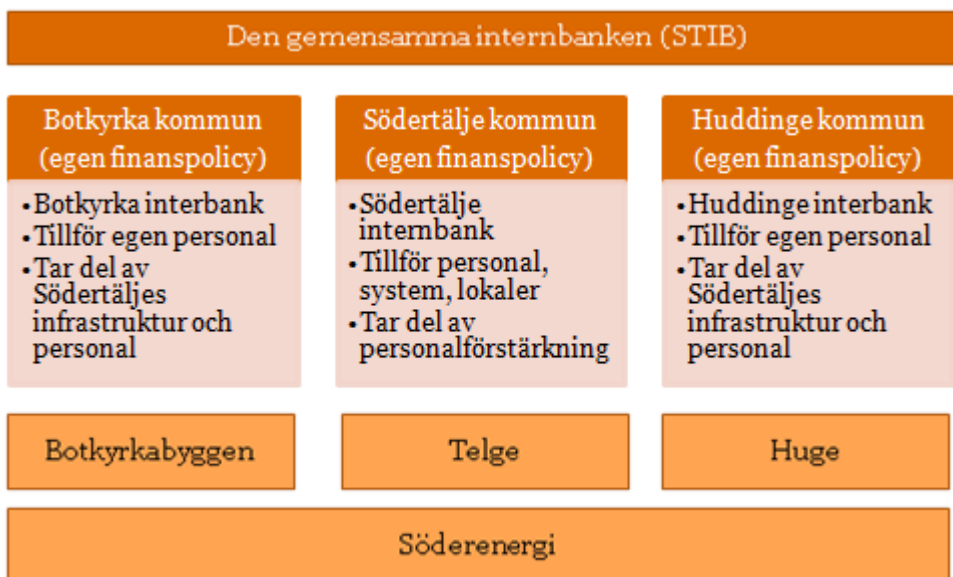 Den gemensamma internbanken (STIB)
Botkyrka kommun
(egen finanspolicy)
•Botkyrka interbank
•Tillför egen personal
•Tar del av
Södertäljes
infrastruktur och
personal
Södertälje kommun
(egen finanspolicy)
•Södertälje
internbank
•Tillför personal,
system, lokaler
•Tar del av
personalförstärkning
Huddinge kommun
(egen finanspolicy)
•Huddinge interbank
•Tillför egen personal
•Tar del av
Södertäljes
infrastruktur och
personal
Botkyrkabyggen
Telge
Huge
Söderenergi